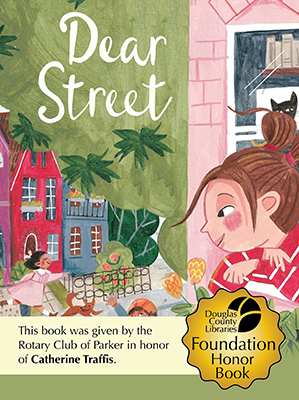 Dear
Street
This book was given by the
Rotary Club of Parker in honor
of Catherine Traffis.
Douglas
County
Libraries
Foundation
Honor
Book